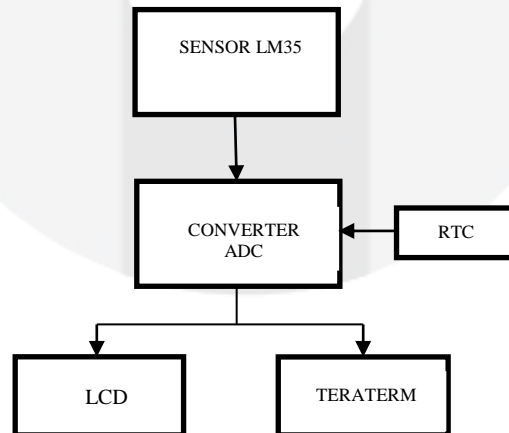 SENSOR LM35
CONVERTER
ADC
RTC
LCD
TERATERM